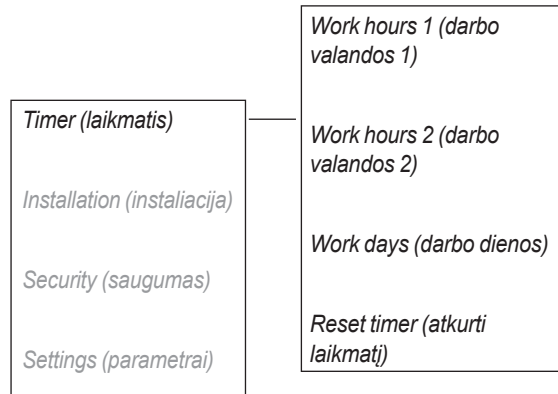 Timer (laikmatis)
Installation (instaliacija)
Security (saugumas)
Settings (parametrai)
Work hours 1 (darbo
valandos 1)
Work hours 2 (darbo
valandos 2)
Work days (darbo dienos)
Reset timer (atkurti
laikmatį)